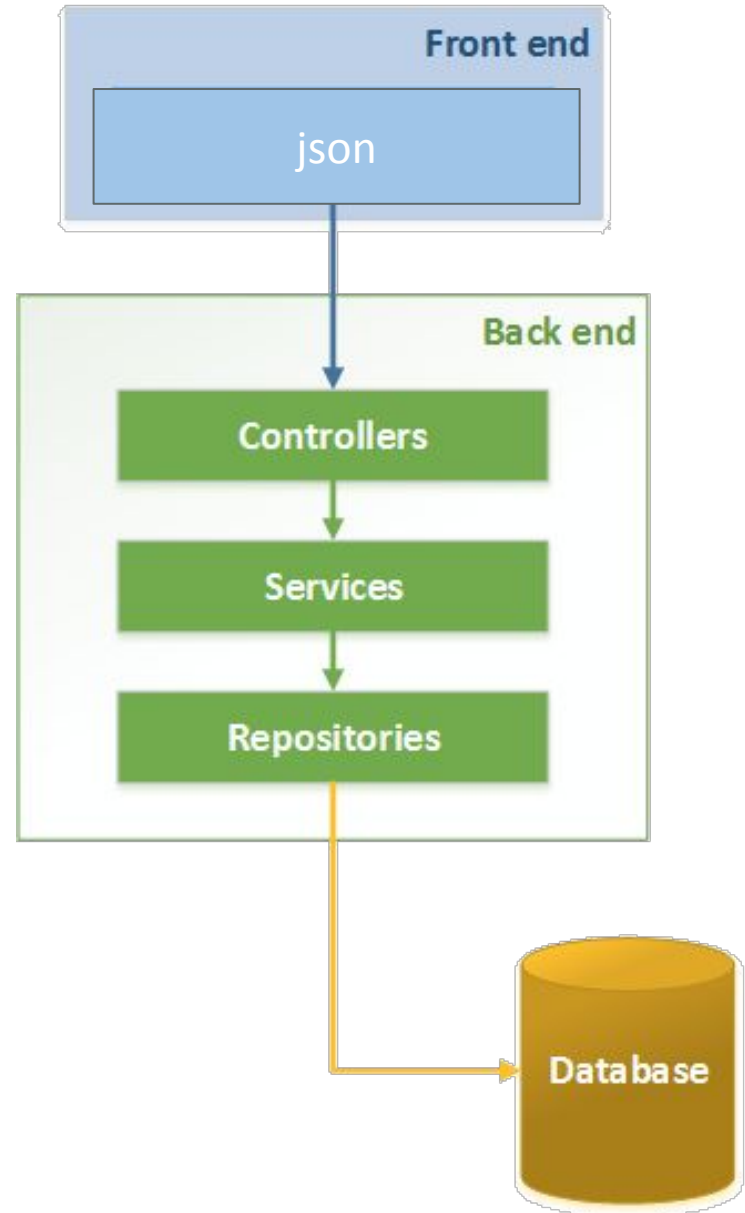 Front end
json
Back end
Controllers
Services
Repositories
Database